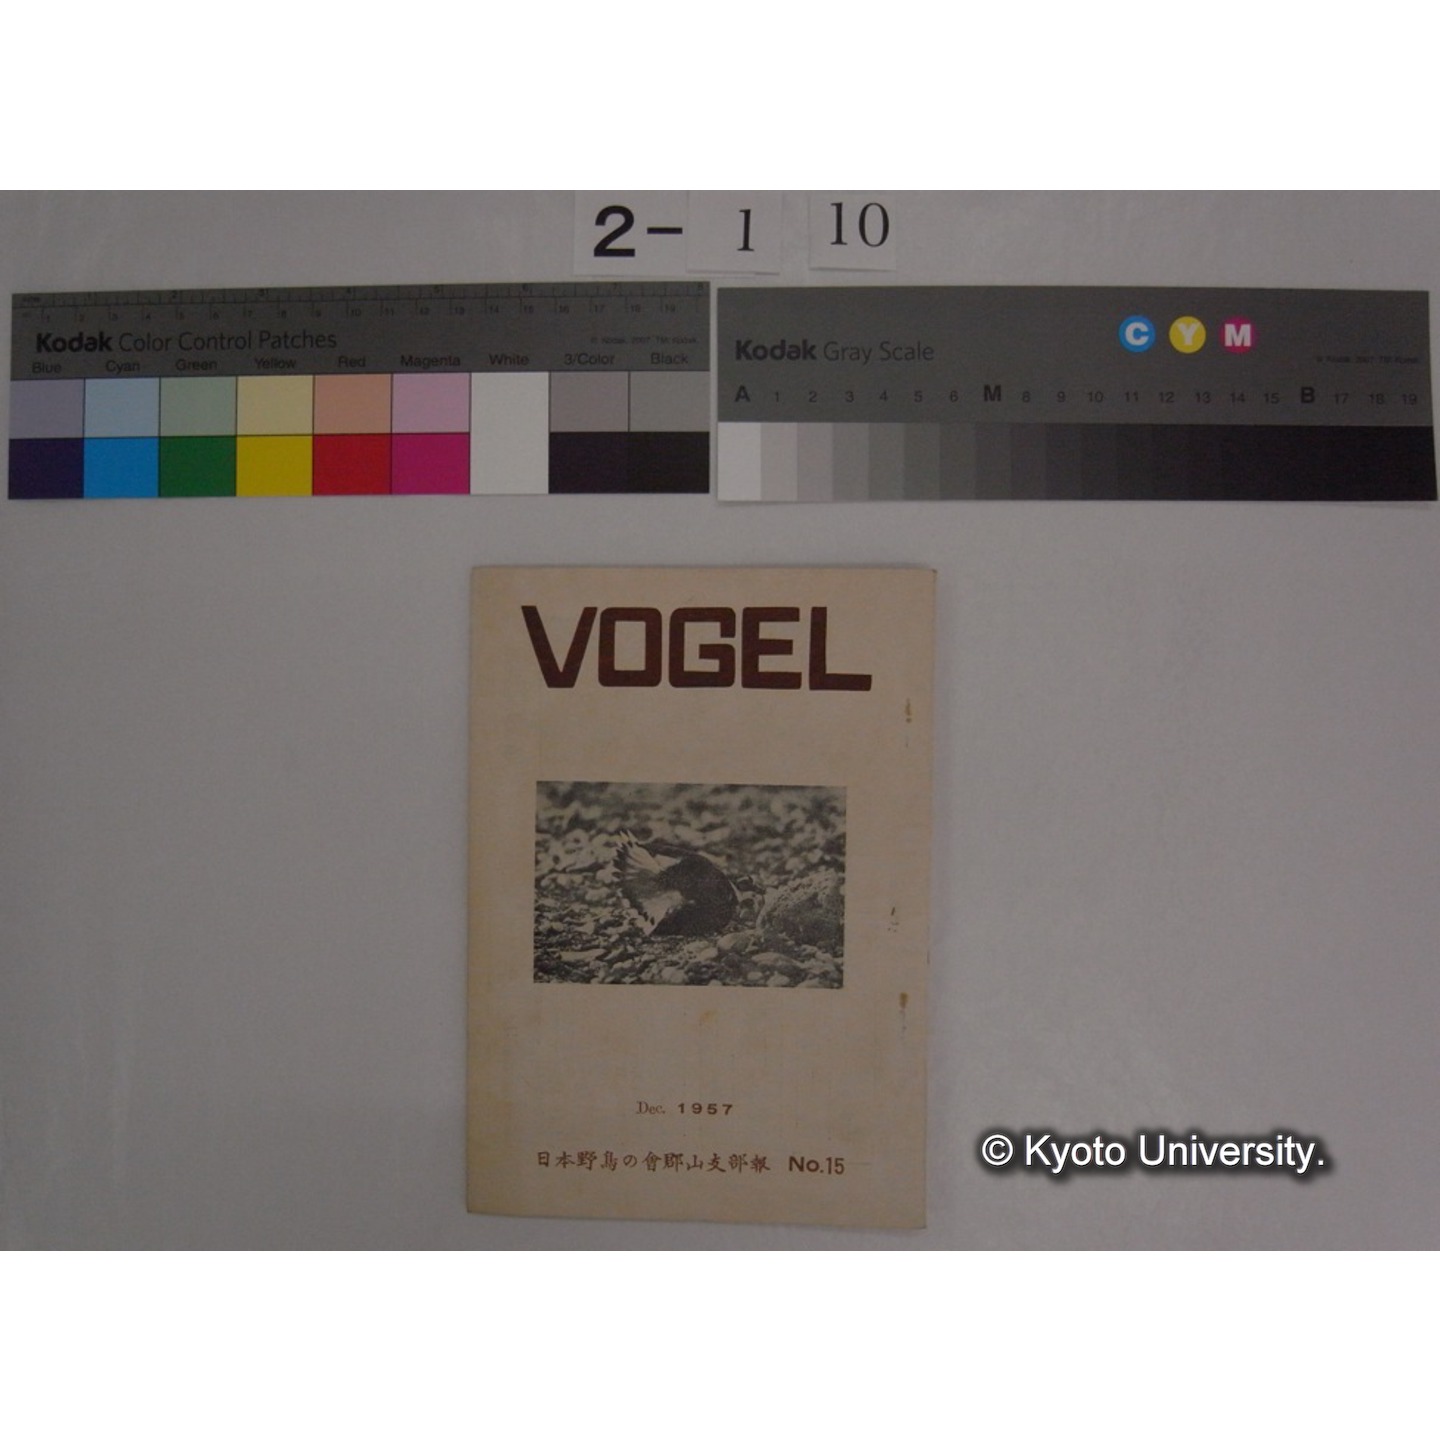 2- 1 10
Kodak Color Control Patches
Blue Cyan Green Yellow Red Magenta White 3/Color Black
Kodak Gray Scale
C Y M
A 1 2 3 4 5 6 M 8 9 10 11 12 13 14 15 B 17 18 19
VOGEL
Dec. 1957
日本野鳥の會郡山支部報 No.15
© Kyoto University.